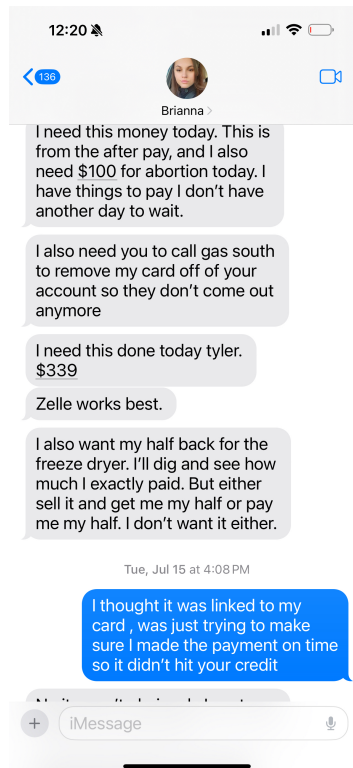 12:20
136
Brianna
I need this money today. This is
from the after pay, and I also
need $100 for abortion today. I
have things to pay I don't have
another day to wait.
I also need you to call gas south
to remove my card off of your
account so they don't come out
anymore
I need this done today tyler.
$339
Zelle works best.
I also want my half back for the
freeze dryer. I'll dig and see how
much I exactly paid. But either
sell it and get me my half or pay
me my half. I don't want it either.
Tue, Jul 15 at 4:08 PM
I thought it was linked to my
card , was just trying to make
sure I made the payment on time
so it didn't hit your credit
iMessage